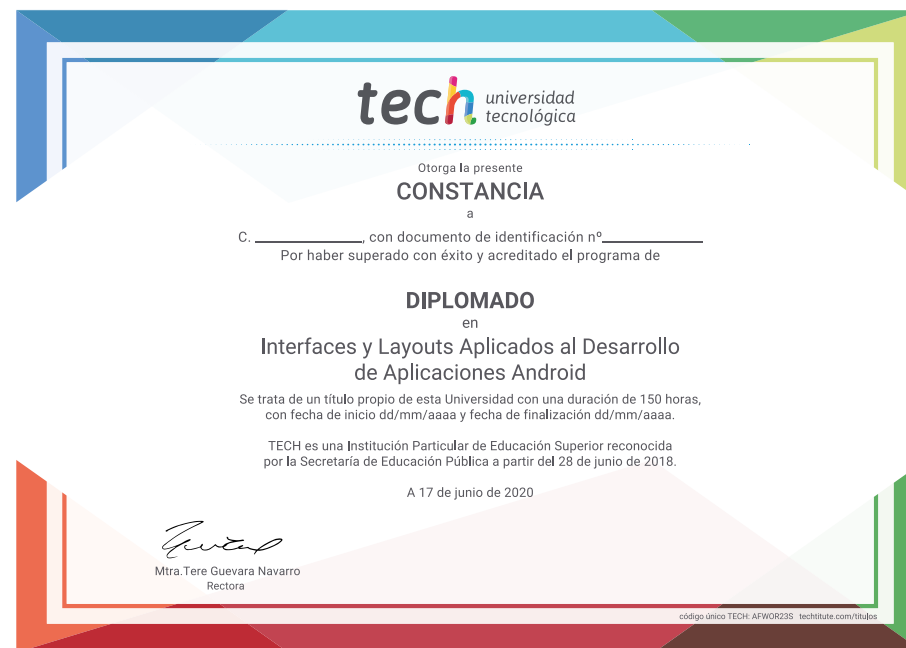 tech universidad
tecnológica
Otorga la presente
CONSTANCIA
a
C. ____________, con documento de identificación nº____________
Por haber superado con éxito y acreditado el programa de
DIPLOMADO
en
Interfaces y Layouts Aplicados al Desarrollo
de Aplicaciones Android
Se trata de un título propio de esta Universidad con una duración de 150 horas,
con fecha de inicio dd/mm/aaaa y fecha de finalización dd/mm/aaaa.
TECH es una Institución Particular de Educación Superior reconocida
por la Secretaría de Educación Pública a partir del 28 de junio de 2018.
A 17 de junio de 2020
Mtra.Tere Guevara Navarro
Rectora
código único TECH: AFWOR23S techtitute.com/titulos